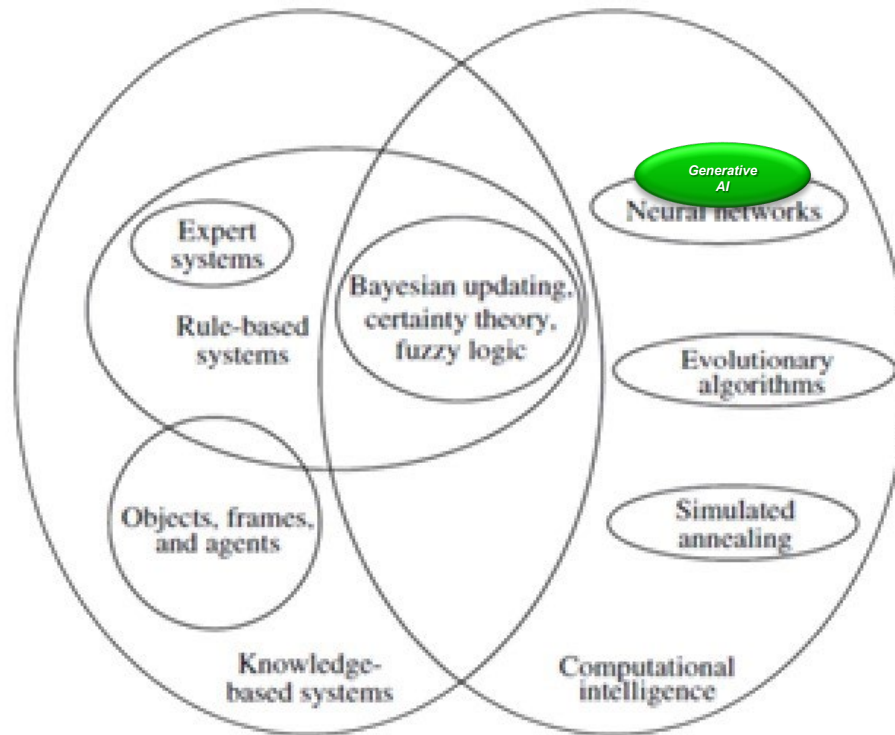 Generative
AI
Neural networks
Expert
systems
Bayesian updating,
certainty theory,
fuzzy logic
Rule-based
systems
Evolutionary
algorithms
Objects, frames,
and agents
Simulated
annealing
Knowledge-
based systems
Computational
intelligence